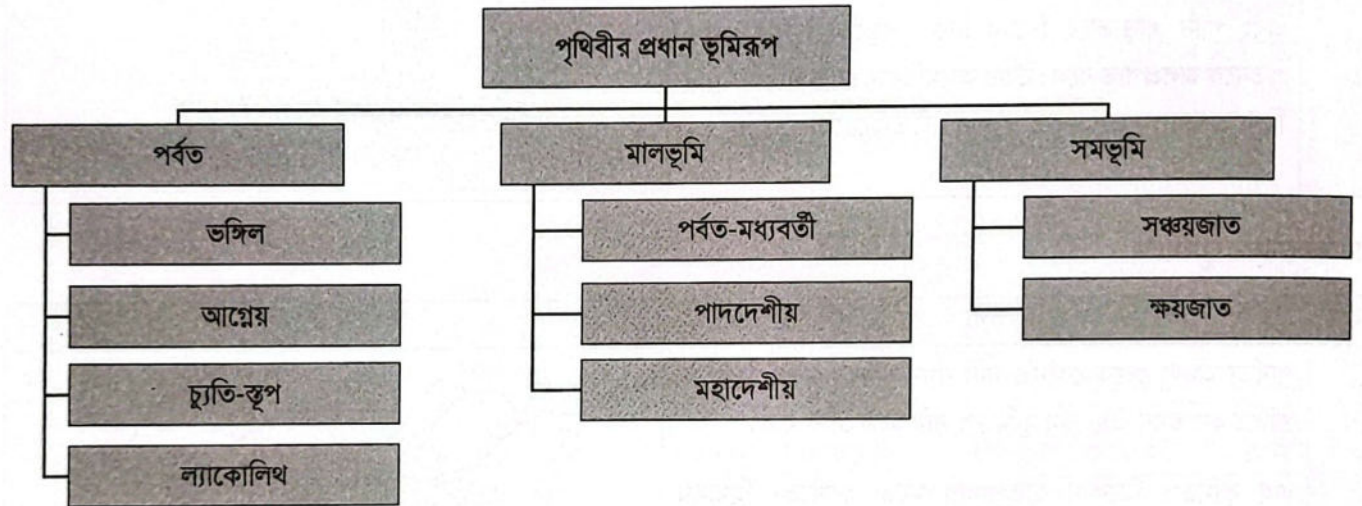 পৃথিবীর প্রধান ভূমিরূপ
পর্বত
ভঙ্গিল
আগ্নেয়
চ্যুতি-স্তূপ
ল্যাকোলিথ
মালভূমি
পর্বত-মধ্যবর্তী
পাদদেশীয়
মহাদেশীয়
সমভূমি
সঞ্চয়জাত
ক্ষয়জাত